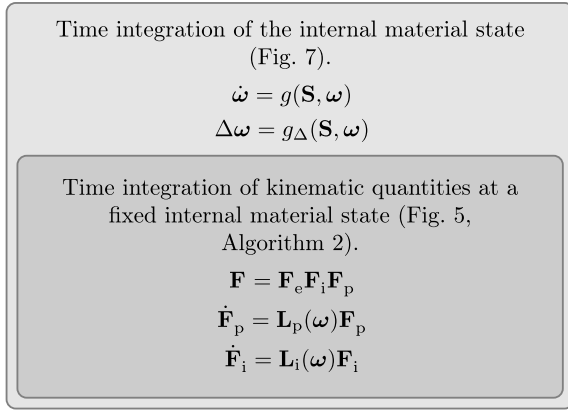 Time integration of the internal material state
(Fig. 7).
ω̇ = g(S, ω)
Δω = g_Δ(S, ω)
Time integration of kinematic quantities at a
fixed internal material state (Fig. 5,
Algorithm 2).
F = F_e F_i F_p
Ḟ_p = L_p(ω)F_p
Ḟ_i = L_i(ω)F_i